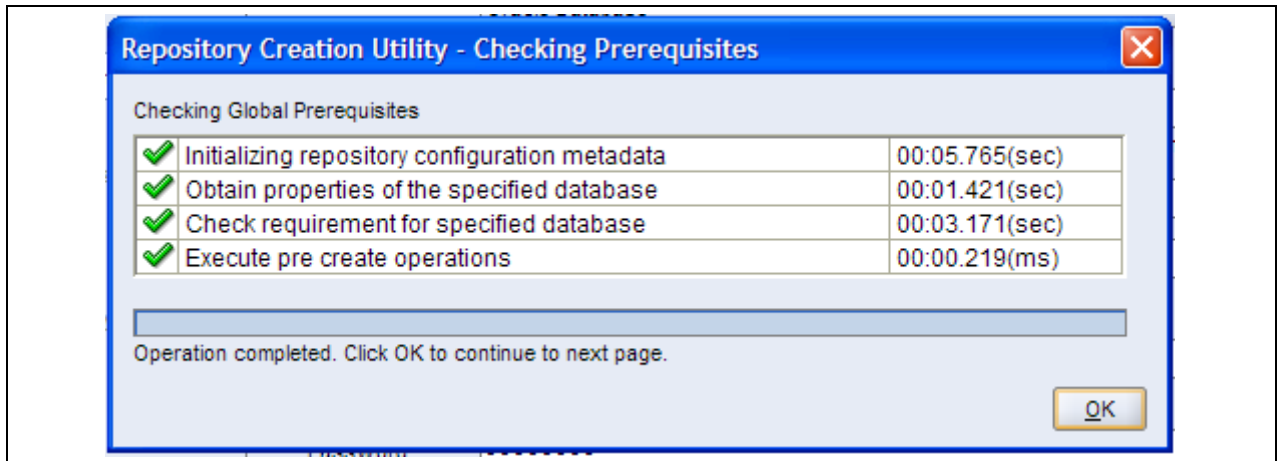 Repository Creation Utility - Checking Prerequisites
Checking Global Prerequisites
Initializing repository configuration metadata 00:05.765(sec)
Obtain properties of the specified database 00:01.421(sec)
Check requirement for specified database 00:03.171(sec)
Execute pre create operations 00:00.219(ms)
Operation completed. Click OK to continue to next page.
OK